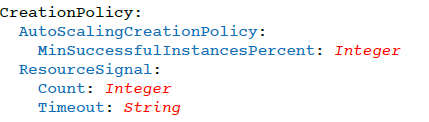 CreationPolicy:
  AutoScalingCreationPolicy:
    MinSuccessfulInstancesPercent: Integer
  ResourceSignal:
    Count: Integer
    Timeout: String